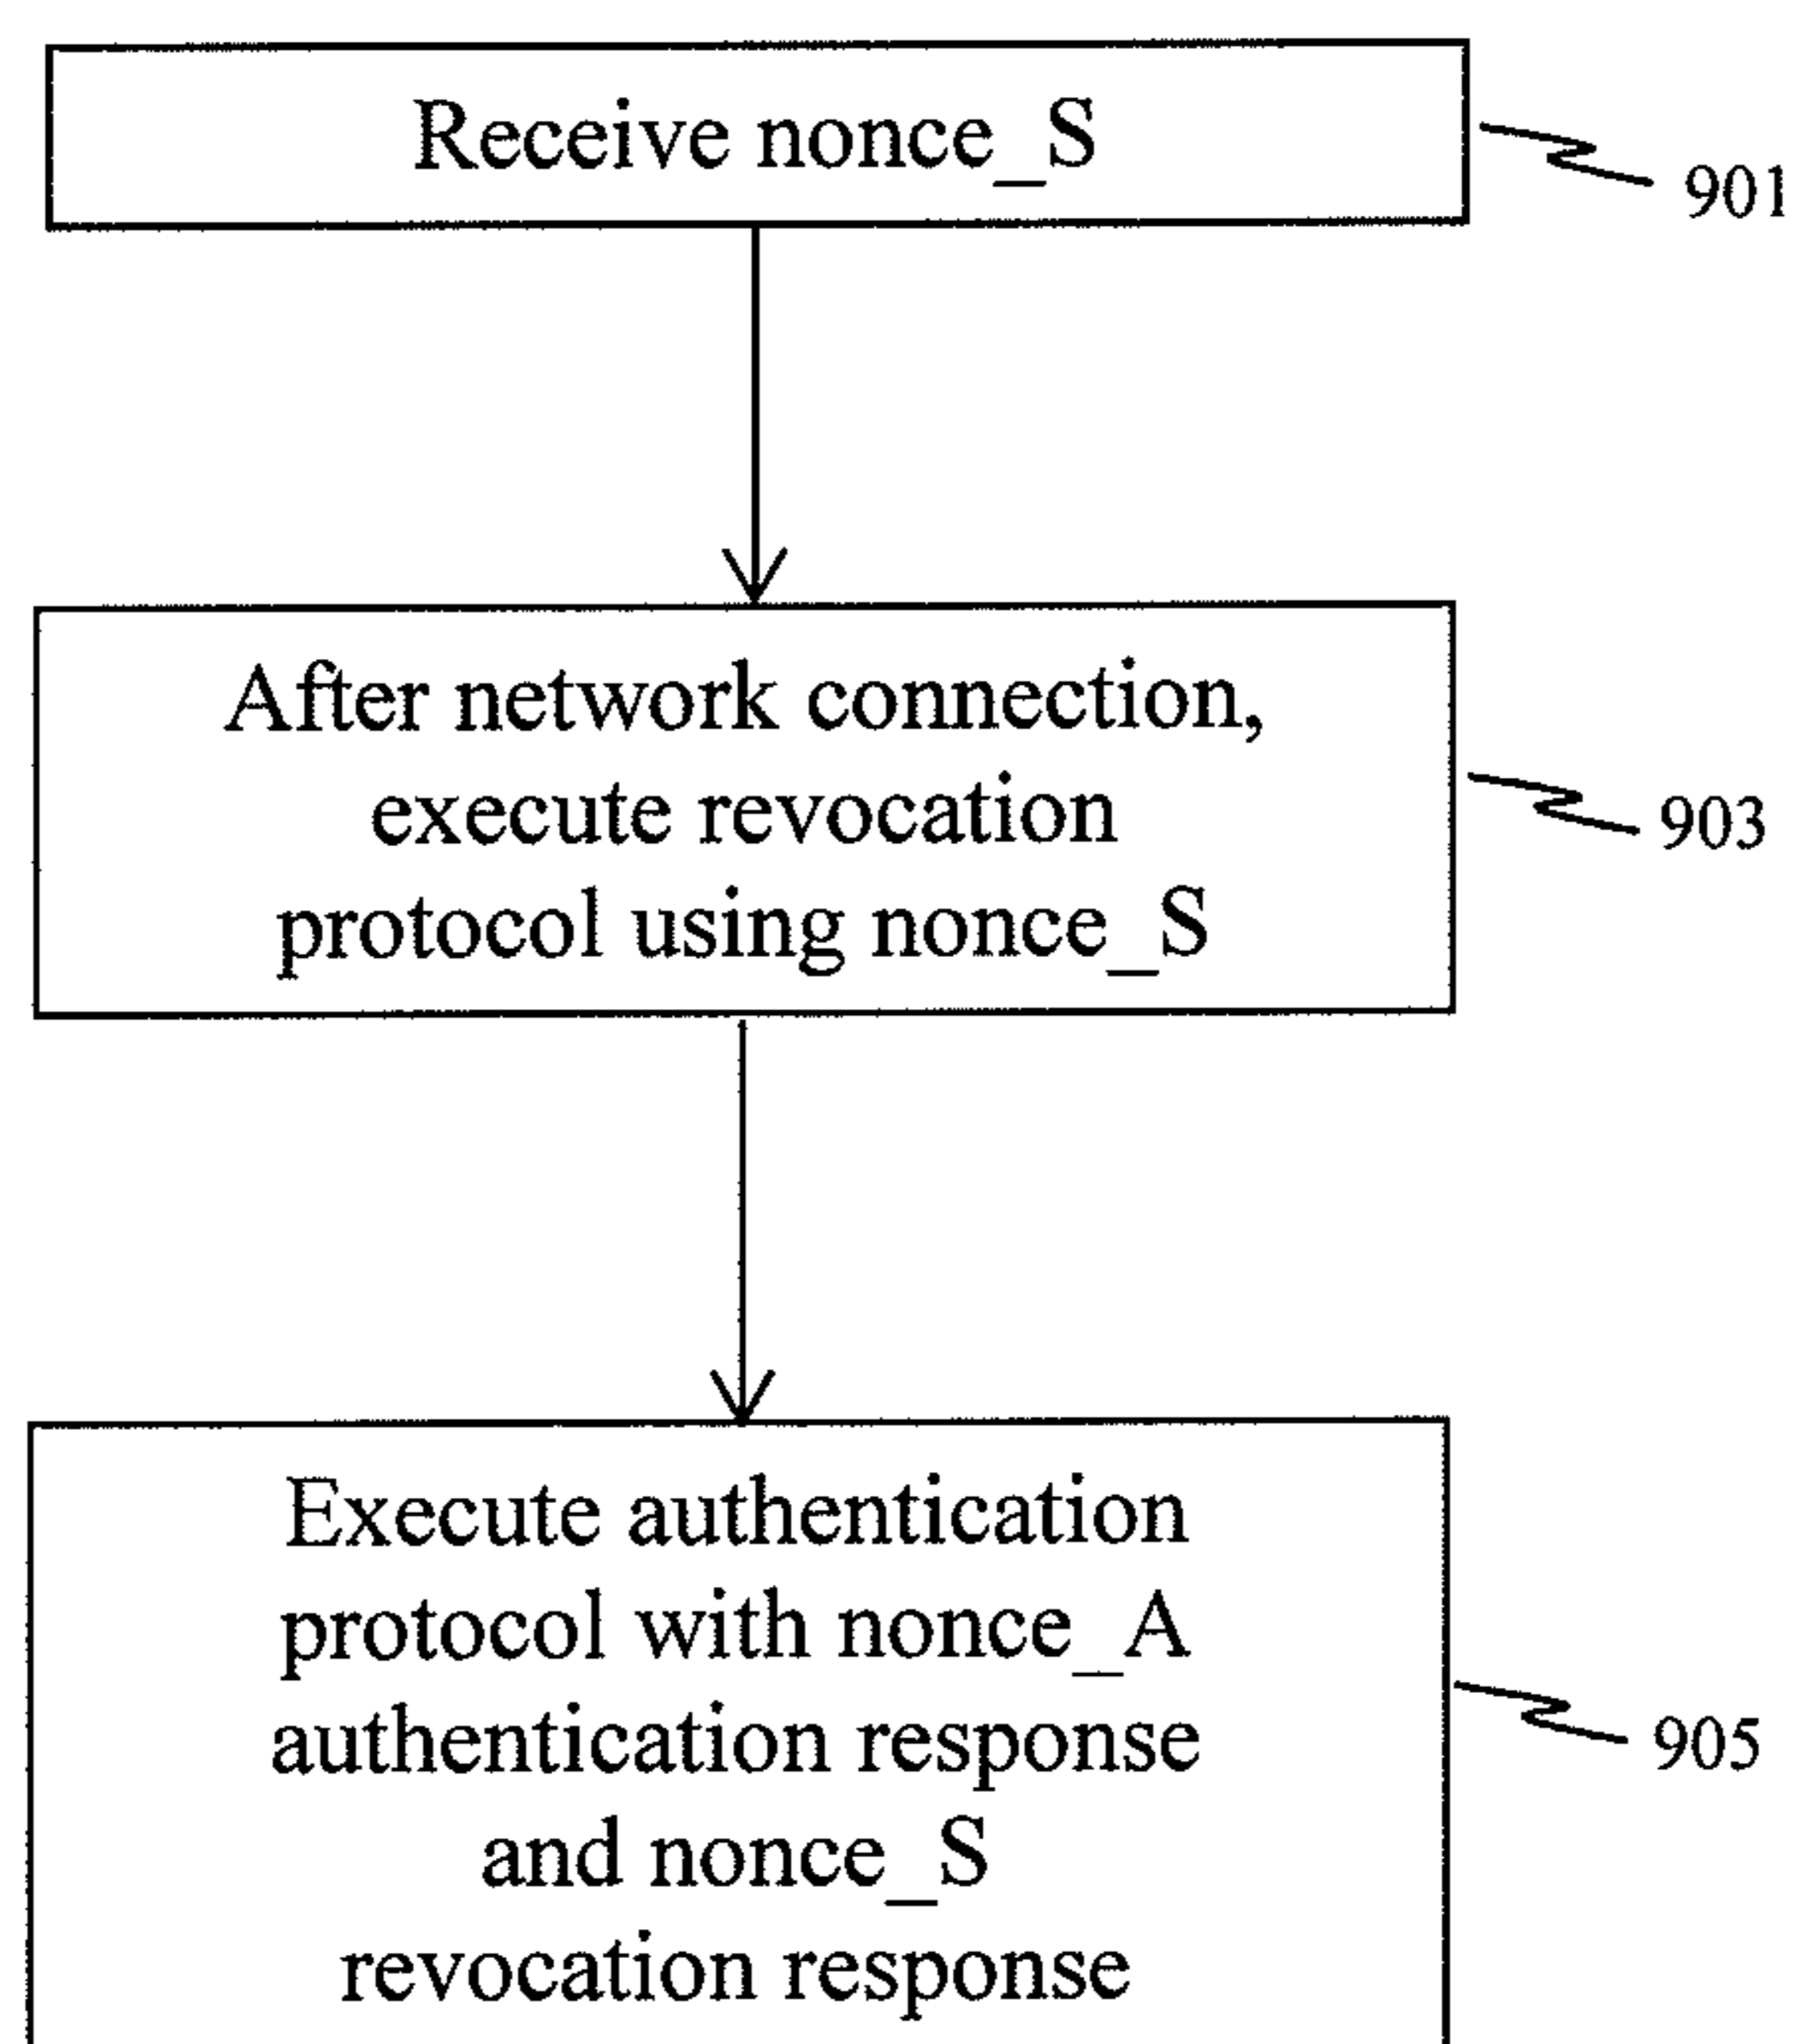 Receive nonce_S
901
After network connection,
execute revocation
protocol using nonce_S
903
Execute authentication
protocol with nonce_A
authentication response
and nonce_S
revocation response
905